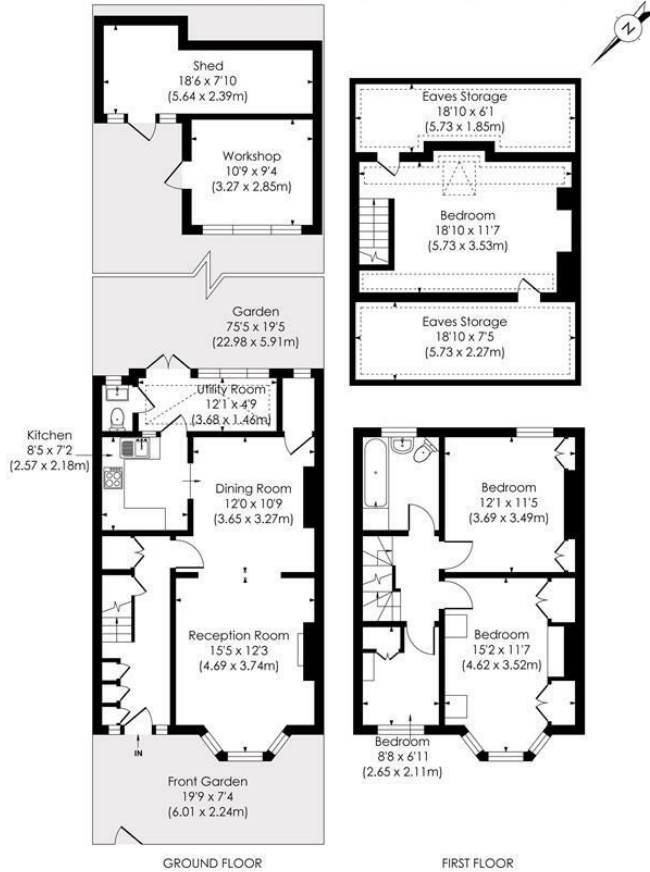 N
Shed
18'6 x 7'10
(5.64 x 2.39m)
Workshop
10'9 x 9'4
(3.27 x 2.85m)
Eaves Storage
18'10 x 6'1
(5.73 x 1.85m)
Bedroom
18'10 x 11'7
(5.73 x 3.53m)
Eaves Storage
18'10 x 7'5
(5.73 x 2.27m)
Garden
75'5 x 19'5
(22.98 x 5.91m)
Utility Room
12'1 x 4'9
(3.68 x 1.46m)
Kitchen
8'5 x 7'2
(2.57 x 2.18m)
Dining Room
12'0 x 10'9
(3.65 x 3.27m)
Reception Room
15'5 x 12'3
(4.69 x 3.74m)
IN
Front Garden
19'9 x 7'4
(6.01 x 2.24m)
GROUND FLOOR
Bedroom
12'1 x 11'5
(3.69 x 3.49m)
Bedroom
15'2 x 11'7
(4.62 x 3.52m)
Bedroom
8'8 x 6'11
(2.65 x 2.11m)
FIRST FLOOR